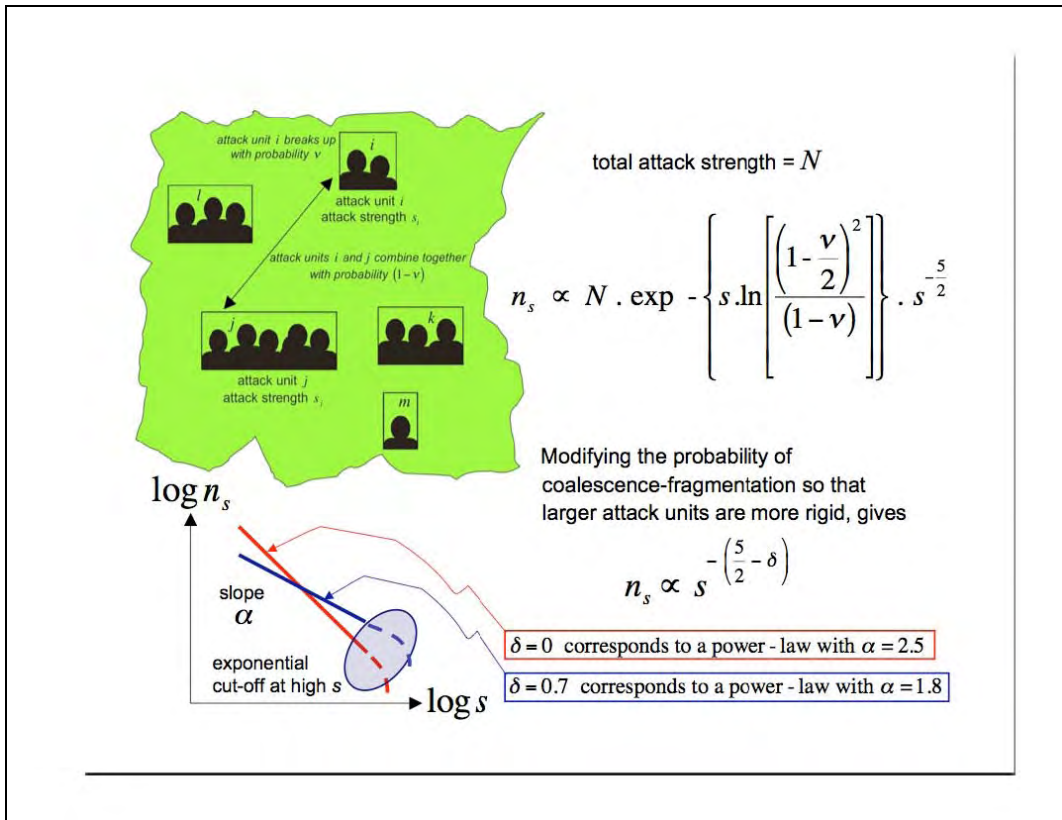 attack unit i breaks up
with probability ν
i
attack unit i
attack strength sᵢ
l
attack units i and j combine together
with probability (1 − ν)
j
attack unit j
attack strength sⱼ
k
m
total attack strength = N
n_s ∝ N . exp - { s.ln [ (1 - ν/2)² / (1 − ν) ] } . s^(-5/2)
Modifying the probability of
coalescence-fragmentation so that
larger attack units are more rigid, gives
n_s ∝ s^(-(5/2 - δ))
log n_s
slope
α
exponential
cut-off at high s
log s
δ = 0 corresponds to a power - law with α = 2.5
δ = 0.7 corresponds to a power - law with α = 1.8